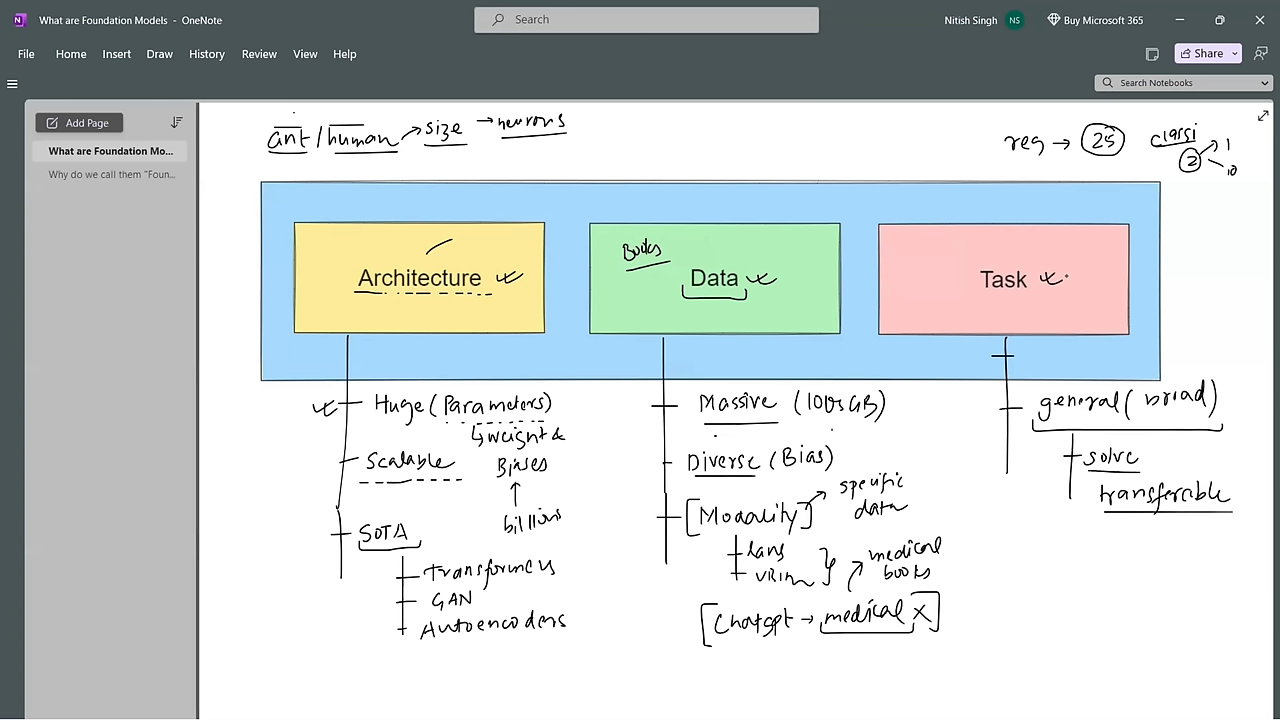 What are Foundation Models - OneNote
Search
Nitish Singh NS Buy Microsoft 365
File Home Insert Draw History Review View Help
Share
Search Notebooks
Add Page
What are Foundation Mo...
Why do we call them "Foun...
ant / human → size → neurons
reg → 25 classi
2 1
10
Architecture
Books
Data
Task
Huge (Parameters)
↳ weight &
Biases
billions
Scalable
SOTA
Transformers
GAN
Autoencoders
Massive (100s GB)
Diverse (Bias)
[Modality] specific
data
lang
medical
books
[Chatgpt → medical X]
general (broad)
solve
transferable